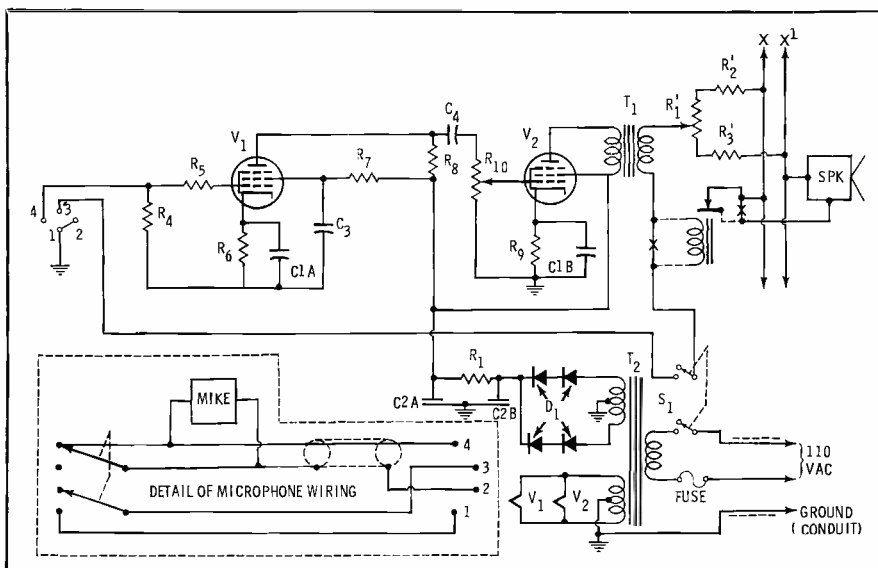 X X¹
R'2
T1
R'1
C4
R'3
V1
V2
R5
R7
R8
R10
SPK
4 3
1 2
R4
C3
R6
C1A
R9
C1B
R1
T2
C2A
C2B
D1
S1
MIKE
4
3
DETAIL OF MICROPHONE WIRING
2
1
110
VAC
V1
V2
FUSE
GROUND
(CONDUIT)